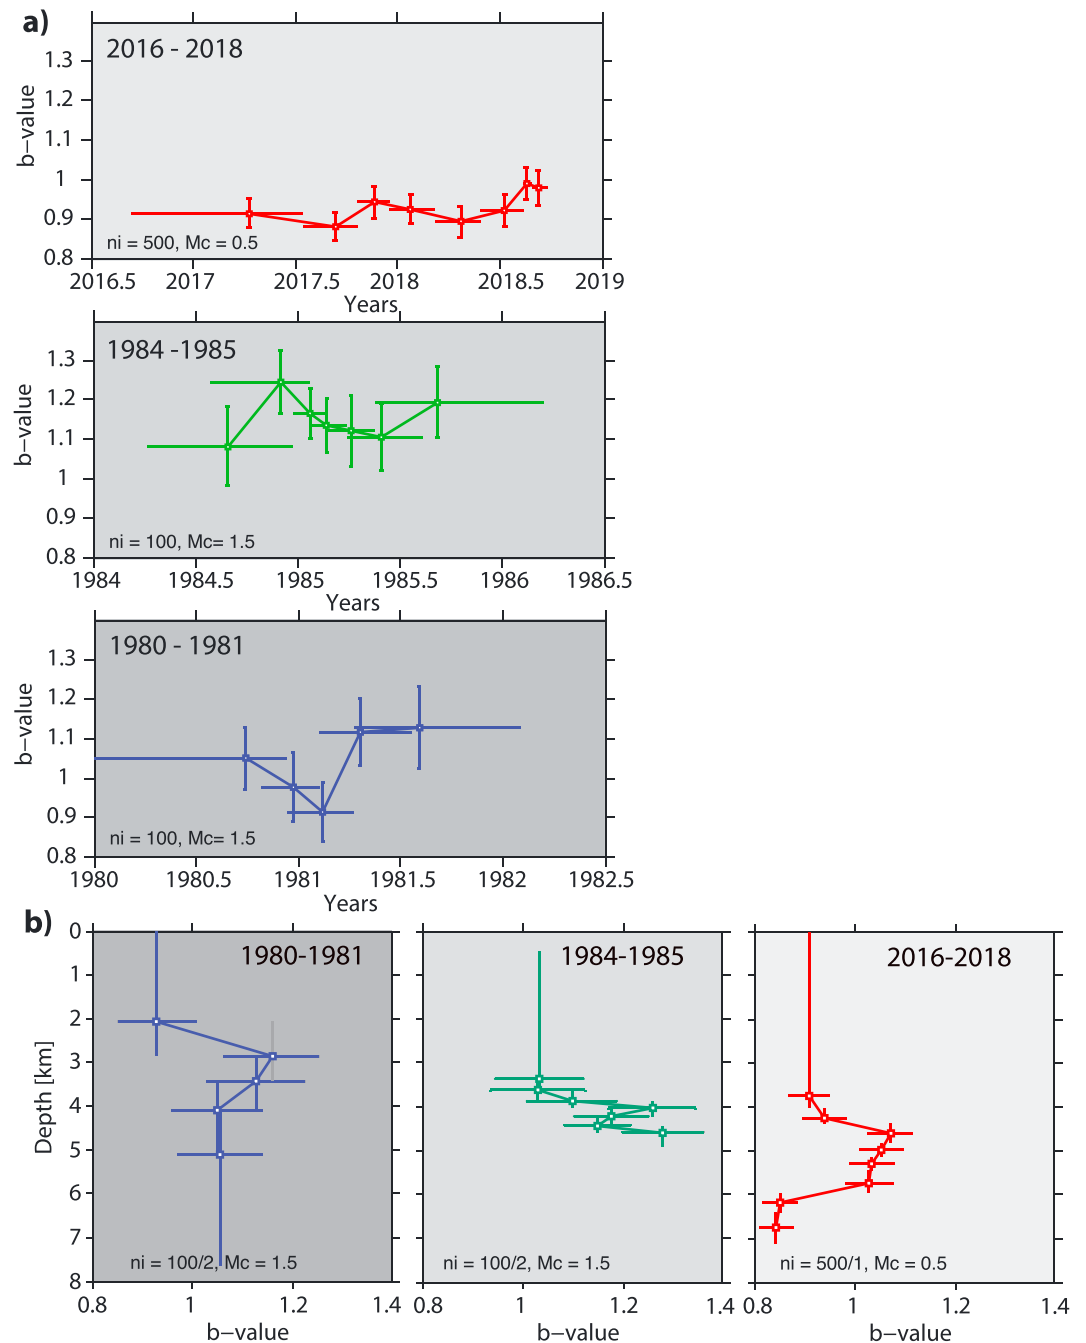 a)
2016 - 2018
1.3
1.2
1.1
1
0.9
0.8
b−value
ni = 500, Mc = 0.5
2016.5 2017 2017.5 2018 2018.5 2019
Years
1984 -1985
1.3
1.2
1.1
1
0.9
0.8
b−value
ni = 100, Mc= 1.5
1984 1984.5 1985 1985.5 1986 1986.5
Years
1980 - 1981
1.3
1.2
1.1
1
0.9
0.8
b−value
ni = 100, Mc= 1.5
1980 1980.5 1981 1981.5 1982 1982.5
Years
b)
0
1
2
3
4
5
6
7
8
Depth [km]
1980-1981
ni = 100/2, Mc = 1.5
0.8 1 1.2 1.4
b−value
1984-1985
ni = 100/2, Mc = 1.5
1 1.2 1.4
b−value
2016-2018
ni = 500/1, Mc = 0.5
0.8 1 1.2 1.4
b−value